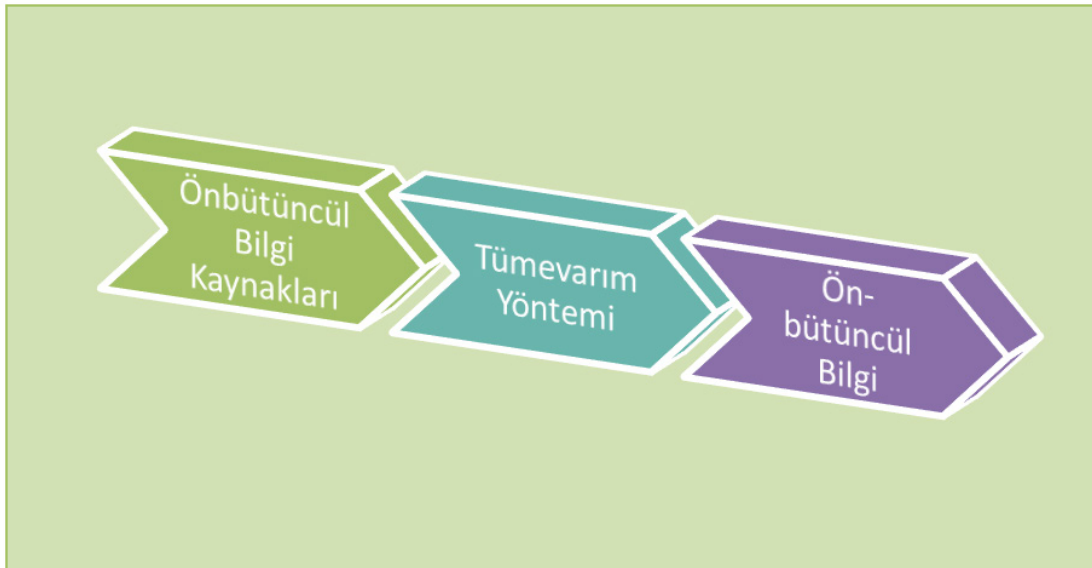 Önbütüncül
Bilgi
Kaynakları
Tümevarım
Yöntemi
Ön-
bütüncül
Bilgi